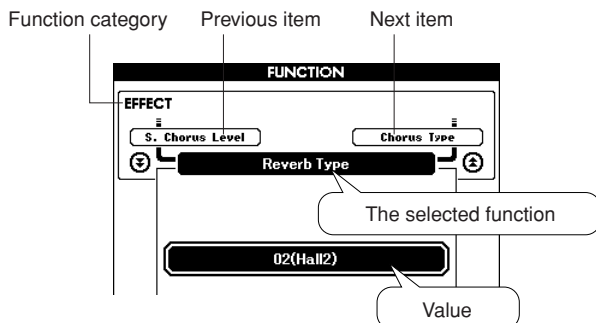 Function category Previous item Next item
FUNCTION
EFFECT
S. Chorus Level Chorus Type
Reverb Type
The selected function
02(Hall2)
Value